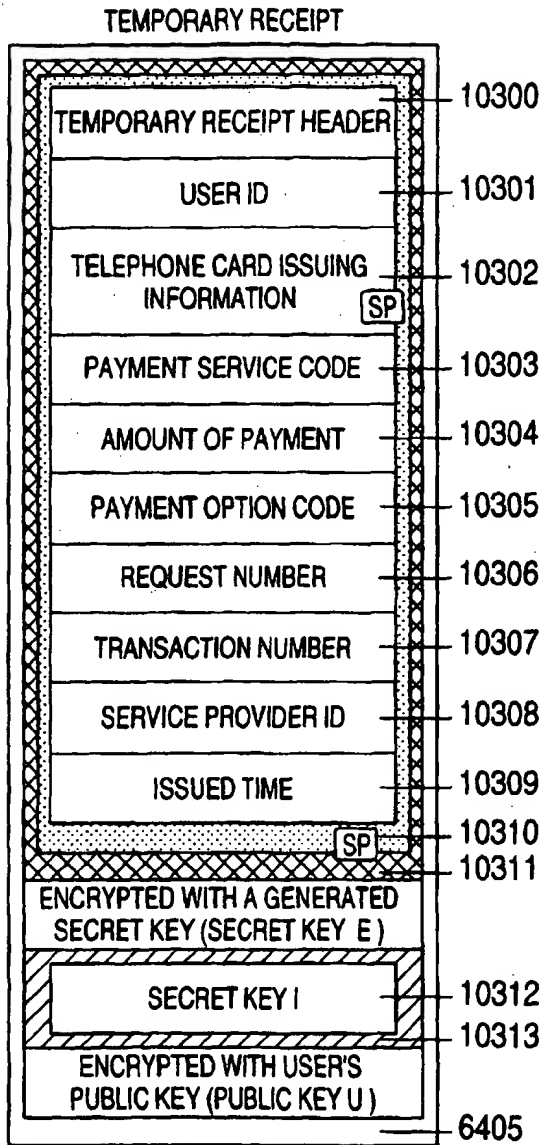 TEMPORARY RECEIPT
TEMPORARY RECEIPT HEADER
10300
USER ID
10301
TELEPHONE CARD ISSUING
INFORMATION
10302
SP
PAYMENT SERVICE CODE
10303
AMOUNT OF PAYMENT
10304
PAYMENT OPTION CODE
10305
REQUEST NUMBER
10306
TRANSACTION NUMBER
10307
SERVICE PROVIDER ID
10308
ISSUED TIME
10309
SP
10310
10311
ENCRYPTED WITH A GENERATED
SECRET KEY (SECRET KEY E)
SECRET KEY I
10312
10313
ENCRYPTED WITH USER'S
PUBLIC KEY (PUBLIC KEY U)
6405